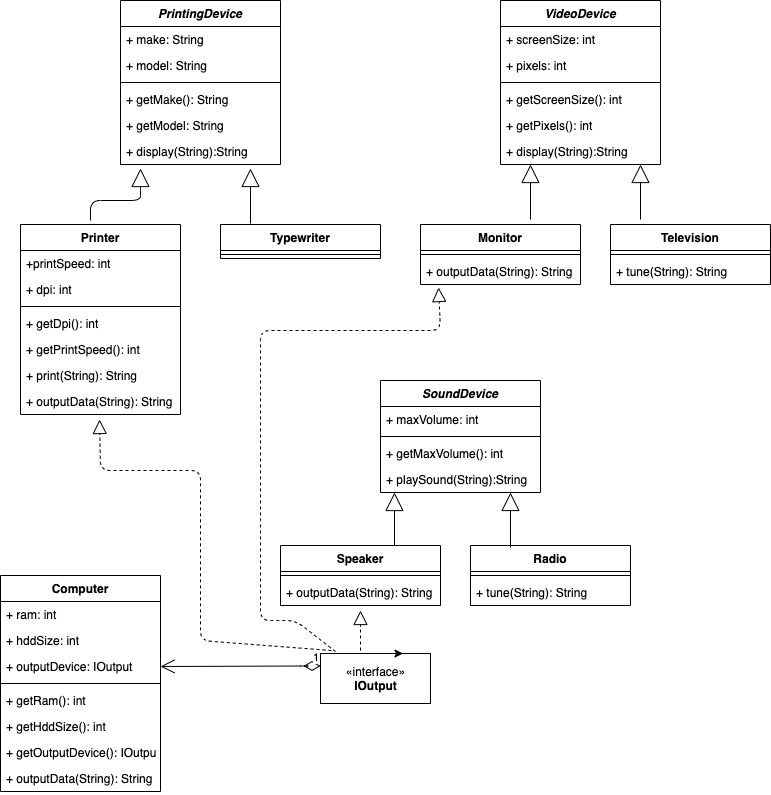 PrintingDevice
+ make: String
+ model: String
+ getMake(): String
+ getModel: String
+ display(String):String
VideoDevice
+ screenSize: int
+ pixels: int
+ getScreenSize(): int
+ getPixels(): int
+ display(String):String
Printer
+printSpeed: int
+ dpi: int
+ getDpi(): int
+ getPrintSpeed(): int
+ print(String): String
+ outputData(String): String
Typewriter
Monitor
+ outputData(String): String
Television
+ tune(String): String
SoundDevice
+ maxVolume: int
+ getMaxVolume(): int
+ playSound(String):String
Speaker
+ outputData(String): String
Radio
+ tune(String): String
Computer
+ ram: int
+ hddSize: int
+ outputDevice: IOutput
+ getRam(): int
+ getHddSize(): int
+ getOutputDevice(): IOutpu
+ outputData(String): String
1
«interface»
IOutput